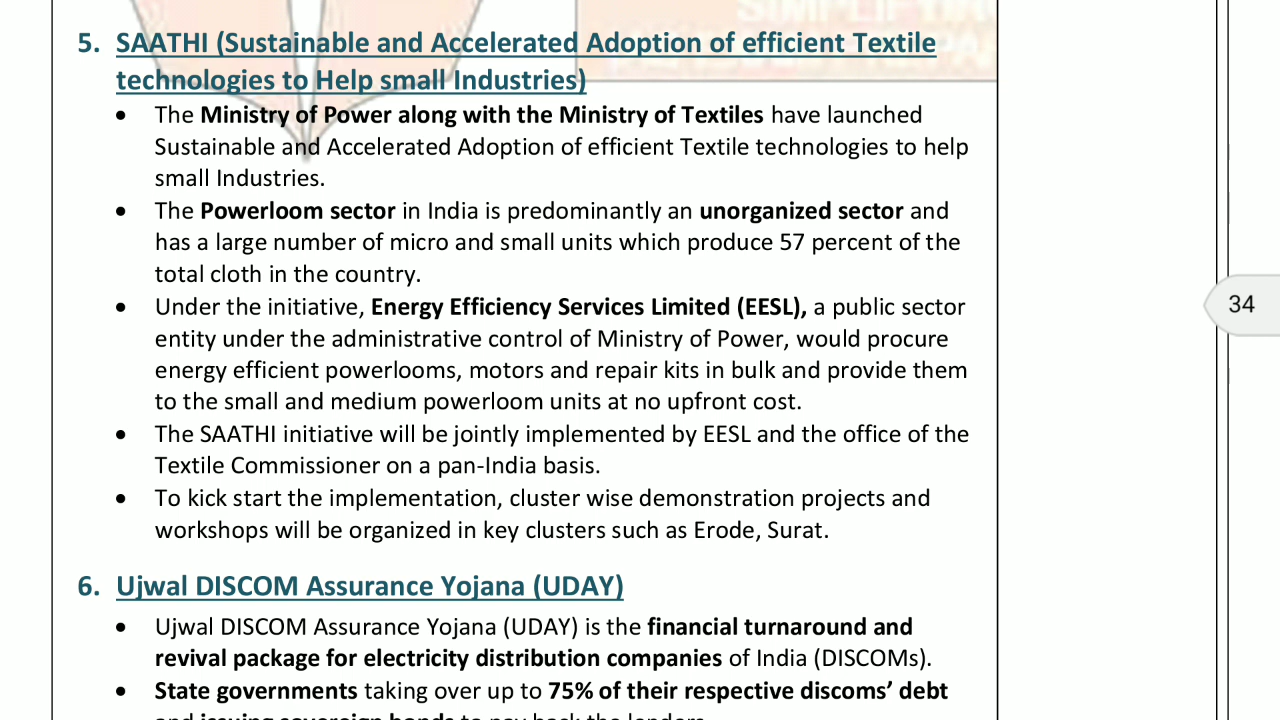 SIMPLIFYING
5. SAATHI (Sustainable and Accelerated Adoption of efficient Textile
technologies to Help small Industries)
• The Ministry of Power along with the Ministry of Textiles have launched
Sustainable and Accelerated Adoption of efficient Textile technologies to help
small Industries.
• The Powerloom sector in India is predominantly an unorganized sector and
has a large number of micro and small units which produce 57 percent of the
total cloth in the country.
• Under the initiative, Energy Efficiency Services Limited (EESL), a public sector
entity under the administrative control of Ministry of Power, would procure
energy efficient powerlooms, motors and repair kits in bulk and provide them
to the small and medium powerloom units at no upfront cost.
• The SAATHI initiative will be jointly implemented by EESL and the office of the
Textile Commissioner on a pan-India basis.
• To kick start the implementation, cluster wise demonstration projects and
workshops will be organized in key clusters such as Erode, Surat.
34
6. Ujwal DISCOM Assurance Yojana (UDAY)
• Ujwal DISCOM Assurance Yojana (UDAY) is the financial turnaround and
revival package for electricity distribution companies of India (DISCOMs).
• State governments taking over up to 75% of their respective discoms' debt
and issuing sovereign bonds to pay back the lenders.